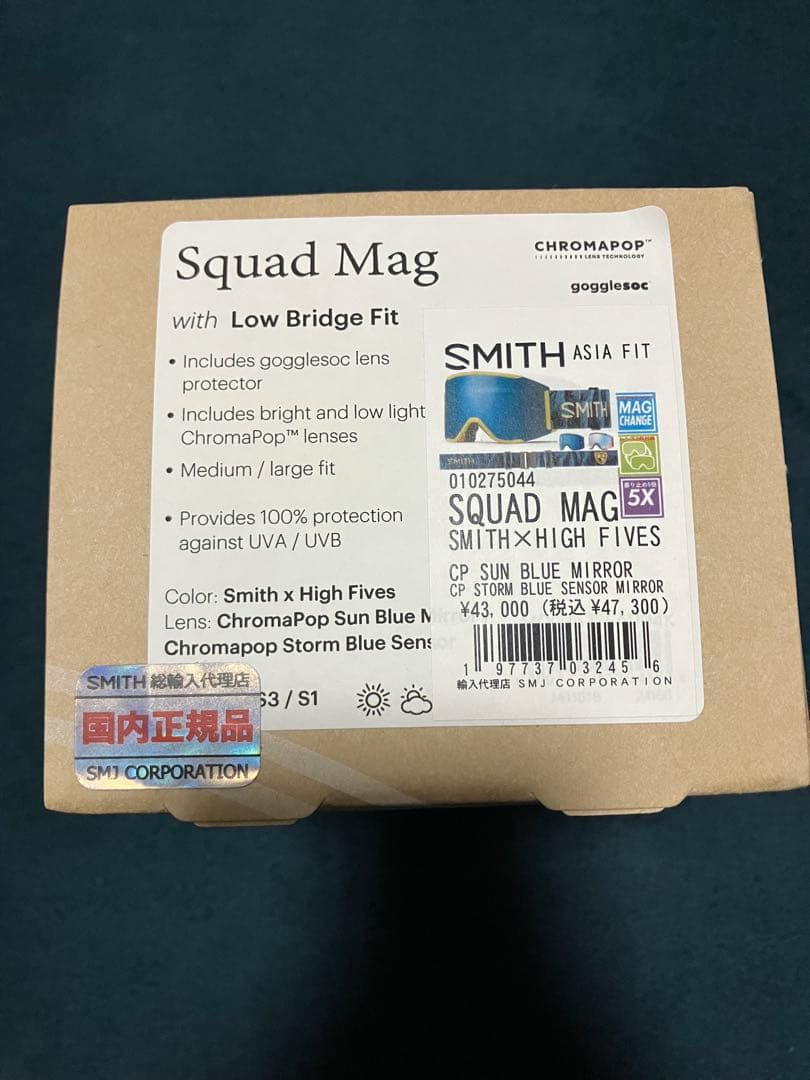 Squad Mag
CHROMAPOP™
LENS TECHNOLOGY
gogglesoc
with Low Bridge Fit
• Includes gogglesoc lens
protector
• Includes bright and low light
ChromaPop™ lenses
• Medium / large fit
• Provides 100% protection
against UVA / UVB
Color: Smith x High Fives
Lens: ChromaPop Sun Blue M
Chromapop Storm Blue Sens
S3 / S1
SMITH ASIA FIT
SMITH
SMITH
MAG
CHANGE
5X
010275044
SQUAD MAG
SMITH×HIGH FIVES
CP SUN BLUE MIRROR
CP STORM BLUE SENSOR MIRROR
¥43,000 (税込¥47,300)
1 97737 03245 6
輸入代理店 SMJ CORPORATION
SMITH 総輸入代理店
国内正規品
SMJ CORPORATION